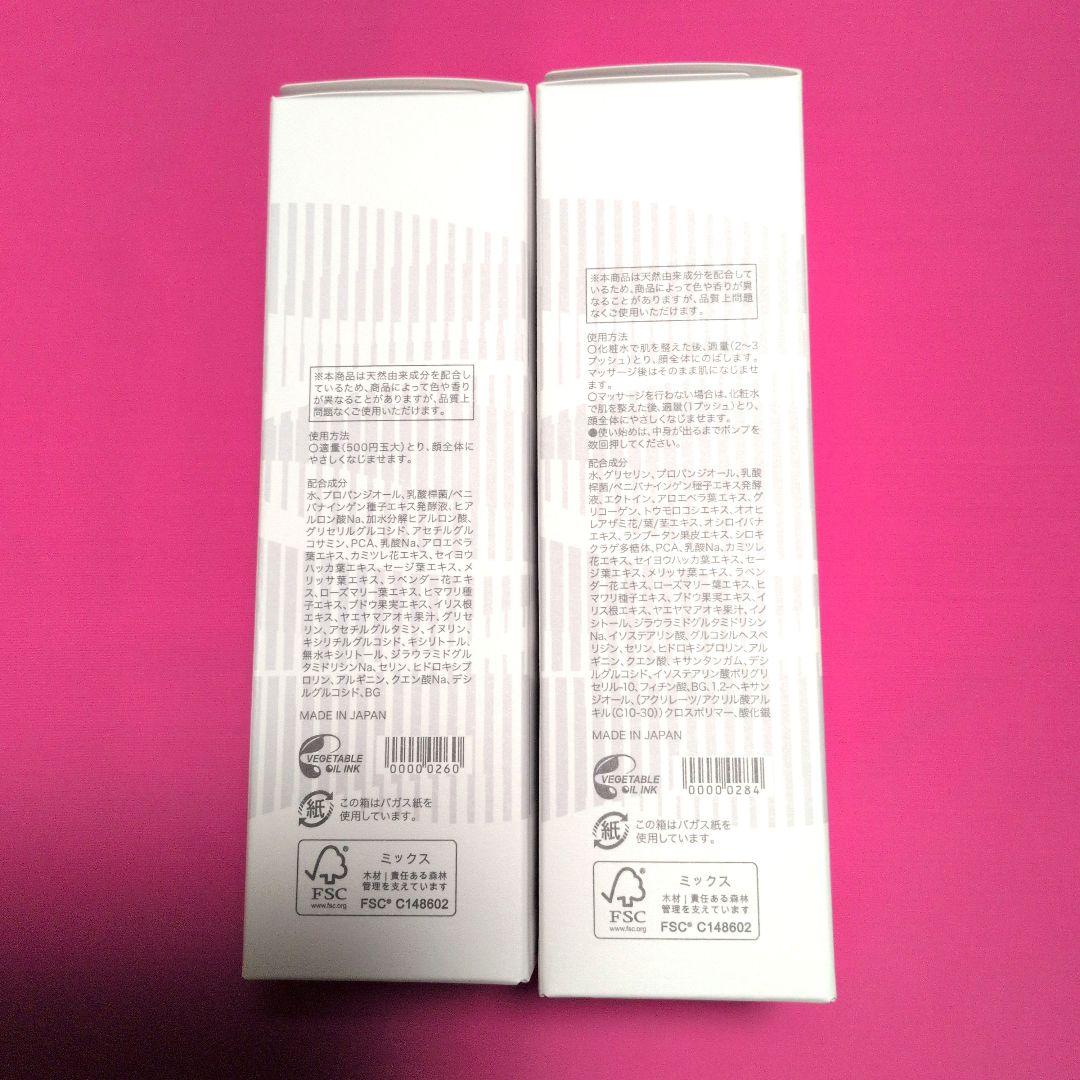 ※本商品は天然由来成分を配合し
ているため、商品によって色や香り
が異なることがありますが、品質上
問題なくご使用いただけます。
使用方法
○適量(500円玉大)とり、顔全体に
やさしくなじませます。
配合成分
水、プロパンジオール、乳酸桿菌/ベニ
バナインゲン種子エキス発酵液、ヒア
ルロン酸Na、加水分解ヒアルロン酸、
グリセリルグルコシド、アセチルグル
コサミン、PCA、乳酸Na、アロエベラ
葉エキス、カミツレ花エキス、セイヨウ
ハッカ葉エキス、セージ葉エキス、メ
リッサ葉エキス、ラベンダー花エキ
ス、ローズマリー葉エキス、ヒマワリ種
子エキス、ブドウ果実エキス、イリス根
エキス、ヤエヤマアオキ果汁、グリセ
リン、アセチルグルタミン、イヌリン、
キシリチルグルコシド、キシリトール、
無水キシリトール、ジラウラミドグル
タミドリシンNa、セリン、ヒドロキシプ
ロリン、アルギニン、クエン酸Na、デシ
ルグルコシド、BG
MADE IN JAPAN
VEGETABLE
OIL INK
0000 0260
紙
この箱はバガス紙を
使用しています。
FSC
www.fsc.org
ミックス
木材|責任ある森林
管理を支えています
FSC® C148602
※本商品は天然由来成分を配合して
いるため、商品によって色や香りが異
なることがありますが、品質上問題
なくご使用いただけます。
使用方法
○化粧水で肌を整えた後、適量(2〜3
プッシュ)とり、顔全体にのばします。
マッサージ後はそのまま肌になじませ
ます。
○マッサージを行わない場合は、化粧水
で肌を整えた後、適量(1プッシュ)とり、
顔全体にやさしくなじませます。
●使い始めは、中身が出るまでポンプを
数回押してください。
配合成分
水、グリセリン、プロパンジオール、乳酸
桿菌/ベニバナインゲン種子エキス発酵
液、エクトイン、アロエベラ葉エキス、グ
リコーゲン、トウモロコシエキス、オオヒ
レアザミ花/葉/茎エキス、オシロイバナ
エキス、ランブータン果皮エキス、シロキ
クラゲ多糖体、PCA、乳酸Na、カミツレ
花エキス、セイヨウハッカ葉エキス、セー
ジ葉エキス、メリッサ葉エキス、ラベン
ダー花エキス、ローズマリー葉エキス、ヒ
マワリ種子エキス、ブドウ果実エキス、イ
リス根エキス、ヤエヤマアオキ果汁、イノ
シトール、ジラウラミドグルタミドリシン
Na、イソステアリン酸、グルコシルヘスペ
リジン、セリン、ヒドロキシプロリン、アル
ギニン、クエン酸、キサンタンガム、デシ
ルグルコシド、イソステアリン酸ポリグリ
セリル-10、フィチン酸、BG、1,2-ヘキサン
ジオール、(アクリレーツ/アクリル酸アル
キル(C10-30))クロスポリマー、酸化銀
MADE IN JAPAN
VEGETABLE
OIL INK
0000 0284
紙
この箱はバガス紙を
使用しています。
FSC
www.fsc.org
ミックス
木材|責任ある森林
管理を支えています
FSC® C148602